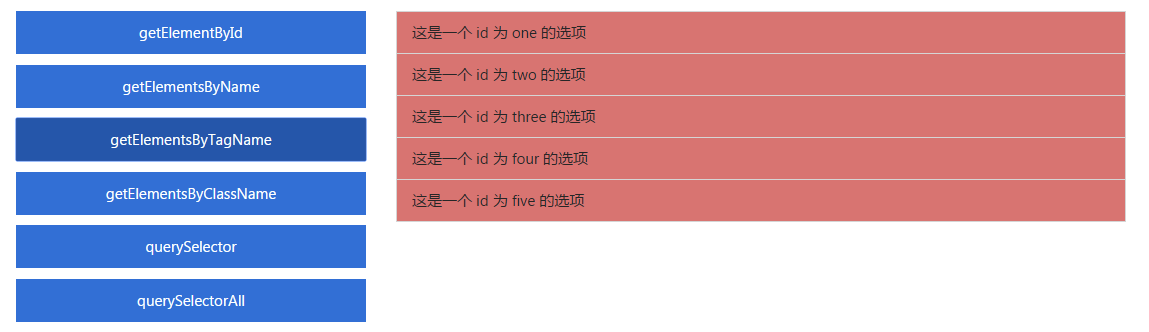 getElementById
getElementsByName
getElementsByTagName
getElementsByClassName
querySelector
querySelectorAll
这是一个 id 为 one 的选项
这是一个 id 为 two 的选项
这是一个 id 为 three 的选项
这是一个 id 为 four 的选项
这是一个 id 为 five 的选项